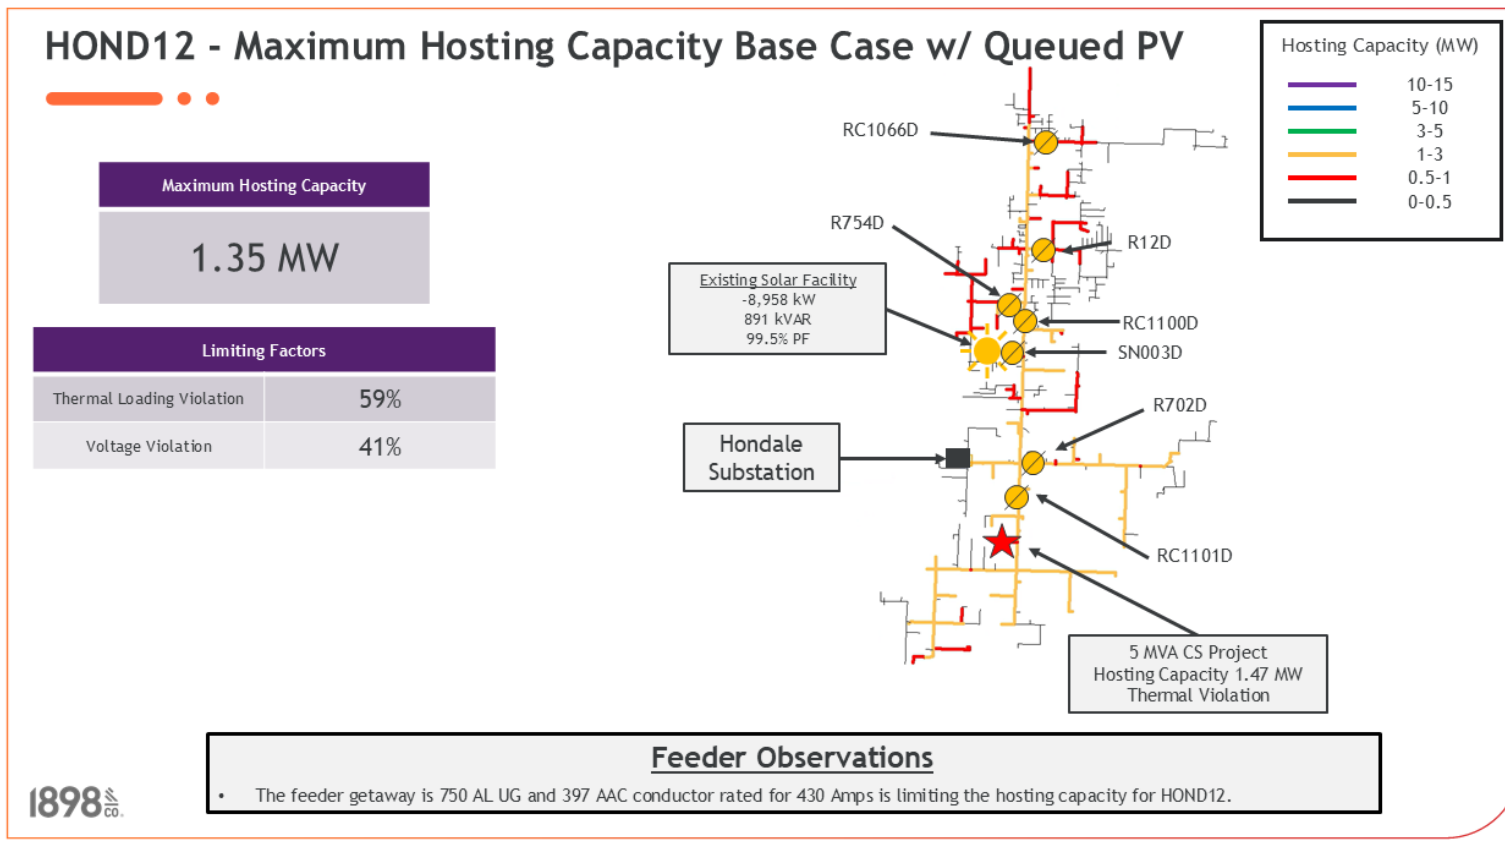 HOND12 - Maximum Hosting Capacity Base Case w/ Queued PV
Hosting Capacity (MW)
10-15
5-10
3-5
1-3
0.5-1
0-0.5
Maximum Hosting Capacity
1.35 MW
Limiting Factors
Thermal Loading Violation 59%
Voltage Violation 41%
RC1066D
R754D
R12D
Existing Solar Facility
-8,958 kW
891 kVAR
99.5% PF
RC1100D
SN003D
R702D
Hondale
Substation
RC1101D
5 MVA CS Project
Hosting Capacity 1.47 MW
Thermal Violation
Feeder Observations
• The feeder getaway is 750 AL UG and 397 AAC conductor rated for 430 Amps is limiting the hosting capacity for HOND12.
1898 & CO.